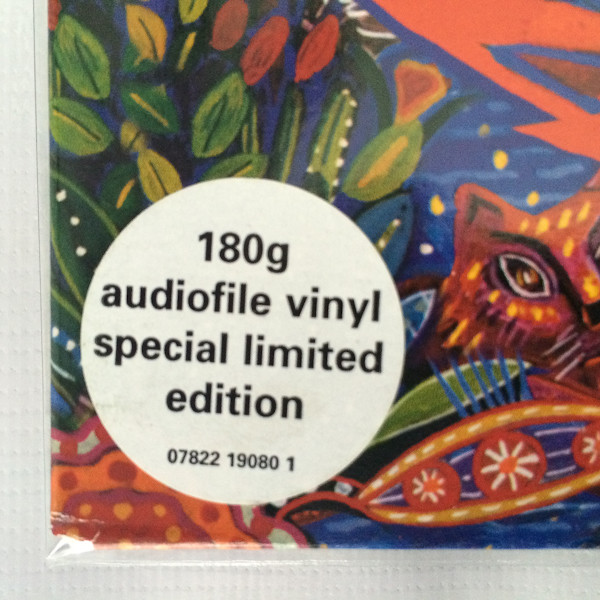 180g
audiofile vinyl
special limited
edition
07822 19080 1